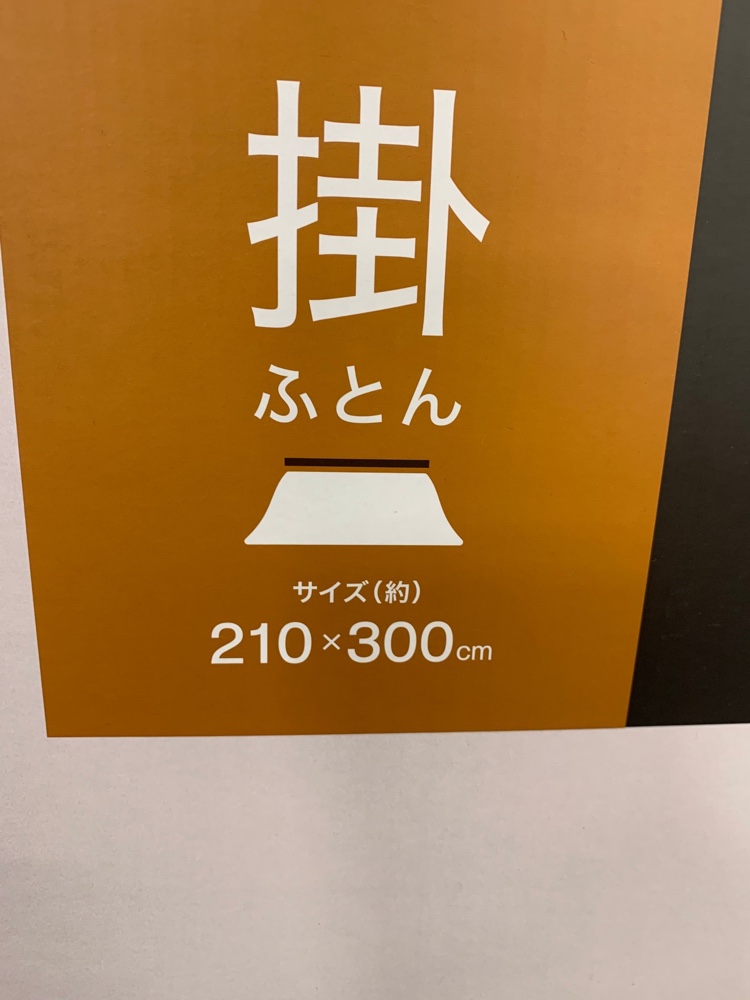 掛
ふとん
サイズ(約)
210×300cm